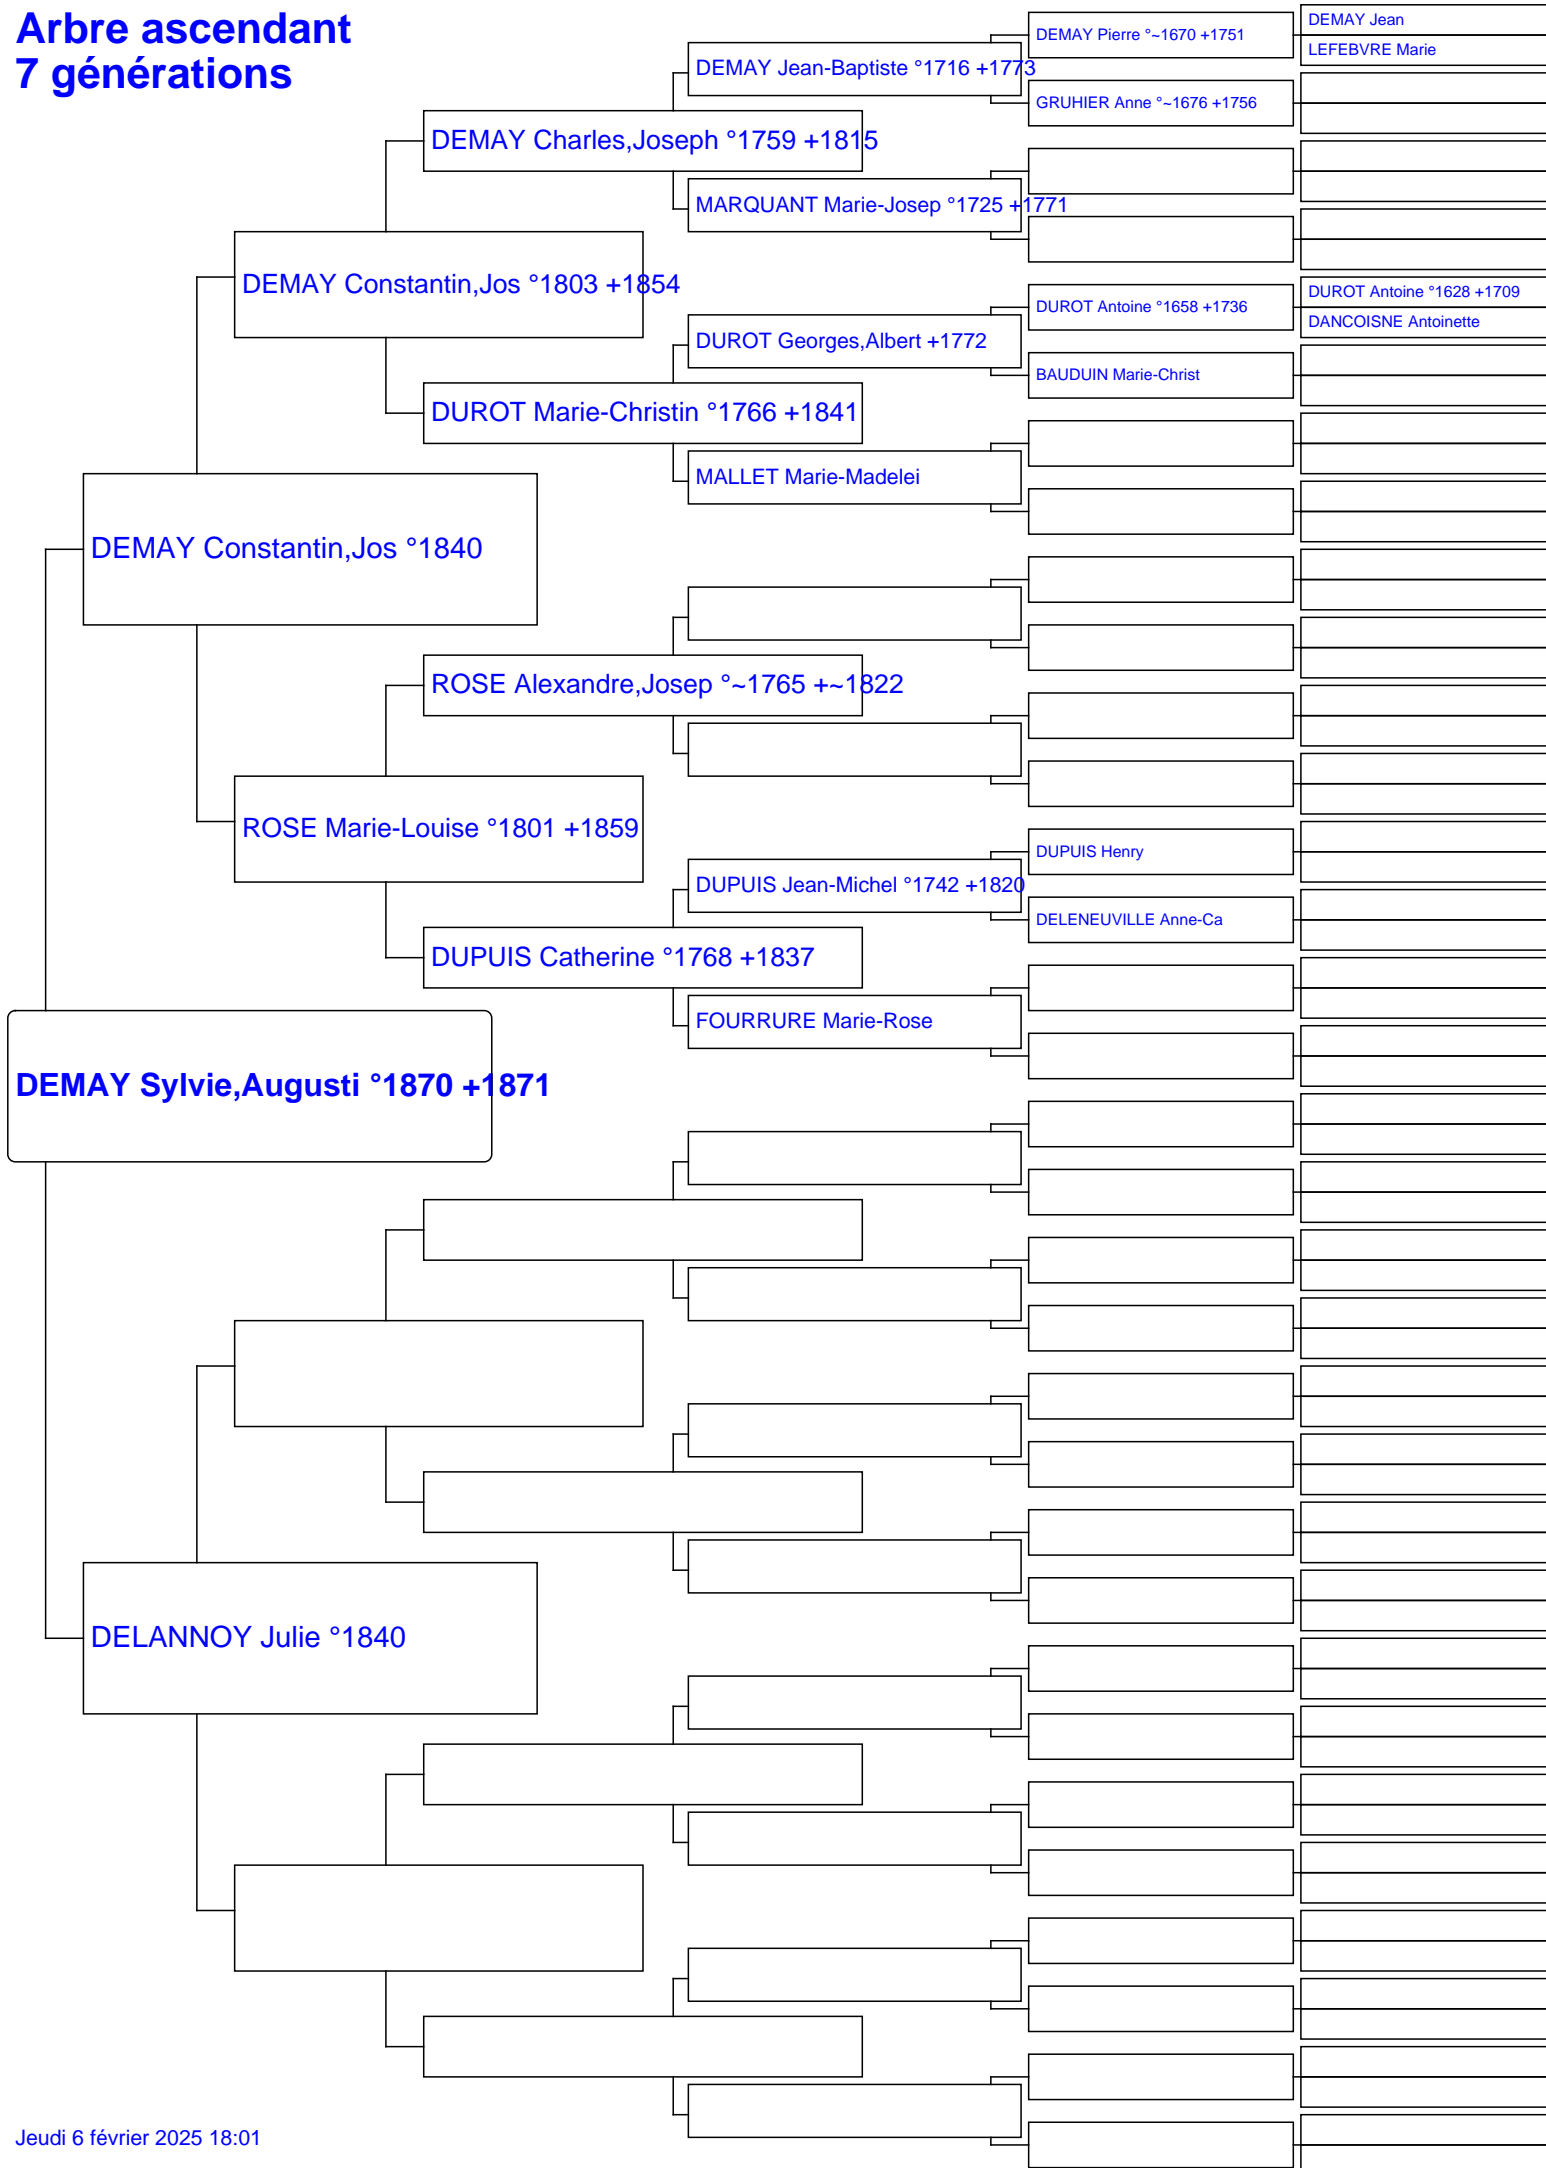 Arbre ascendant
7 générations
DEMAY Jean
DEMAY Pierre °~1670 +1751
LEFEBVRE Marie
DEMAY Jean-Baptiste °1716 +1773
GRUHIER Anne °~1676 +1756
DEMAY Charles,Joseph °1759 +1815
MARQUANT Marie-Josep °1725 +1771
DEMAY Constantin,Jos °1803 +1854
DUROT Antoine °1628 +1709
DUROT Antoine °1658 +1736
DANCOISNE Antoinette
DUROT Georges,Albert +1772
BAUDUIN Marie-Christ
DUROT Marie-Christin °1766 +1841
MALLET Marie-Madelei
DEMAY Constantin,Jos °1840
ROSE Alexandre,Josep °~1765 +~1822
ROSE Marie-Louise °1801 +1859
DUPUIS Henry
DUPUIS Jean-Michel °1742 +1820
DELENEUVILLE Anne-Ca
DUPUIS Catherine °1768 +1837
FOURRURE Marie-Rose
DEMAY Sylvie,Augusti °1870 +1871
DELANNOY Julie °1840
Jeudi 6 février 2025 18:01